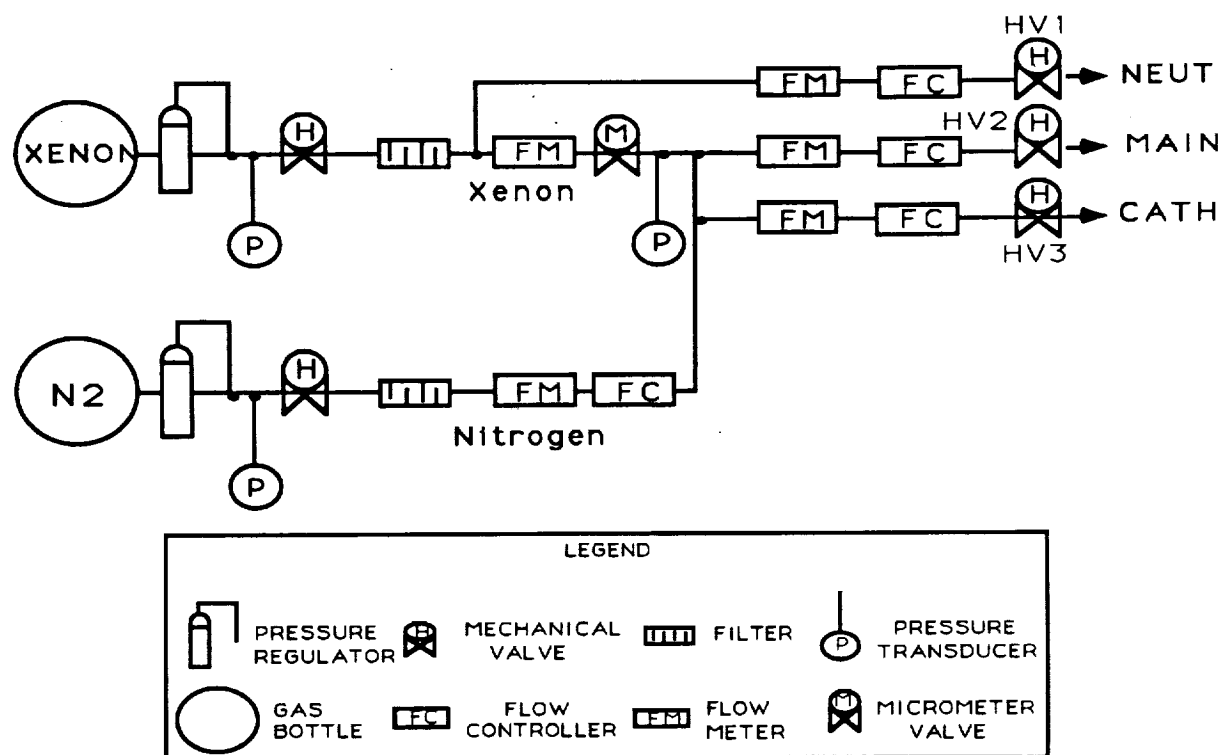 HV1
FM FC H NEUT
HV2
XENON H FM M FM FC H MAIN
Xenon
P P FM FC H CATH
HV3
N2 H FM FC
Nitrogen
P
LEGEND
PRESSURE REGULATOR
H MECHANICAL VALVE
FILTER
P PRESSURE TRANSDUCER
GAS BOTTLE
FC FLOW CONTROLLER
FM FLOW METER
M MICROMETER VALVE